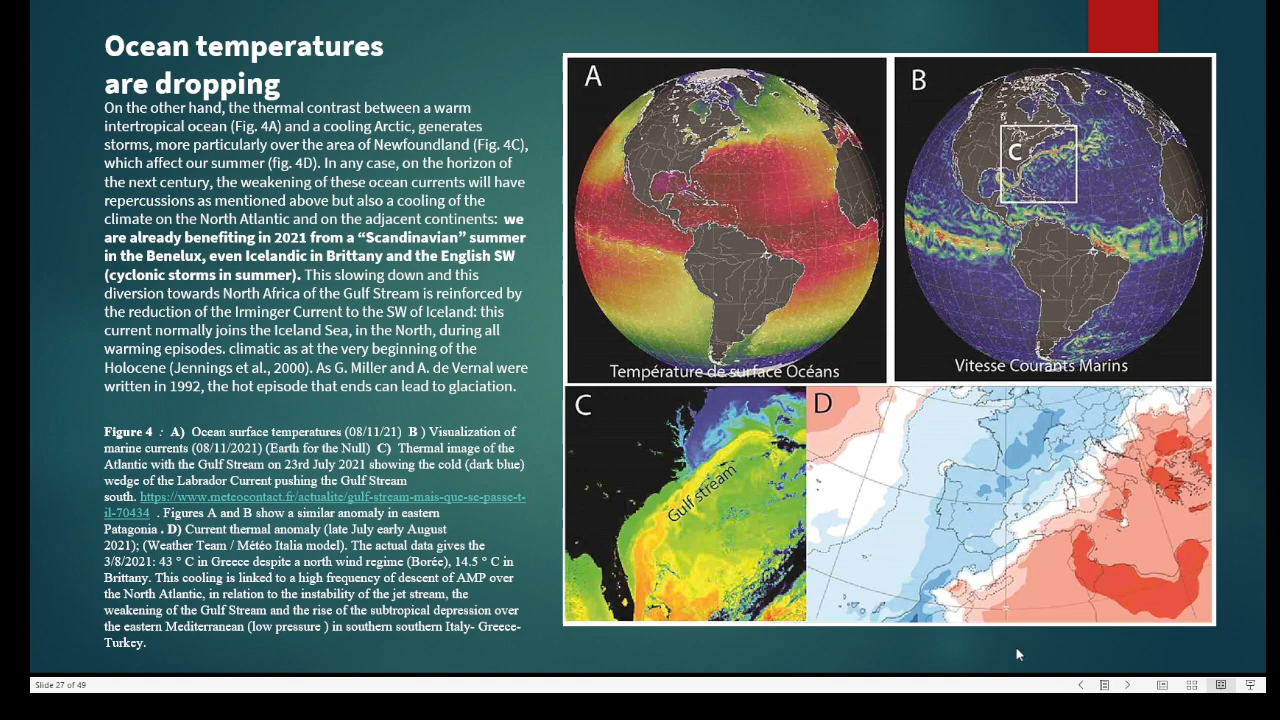 Ocean temperatures
are dropping
On the other hand, the thermal contrast between a warm
intertropical ocean (Fig. 4A) and a cooling Arctic, generates
storms, more particularly over the area of Newfoundland (Fig. 4C),
which affect our summer (fig. 4D). In any case, on the horizon of
the next century, the weakening of these ocean currents will have
repercussions as mentioned above but also a cooling of the
climate on the North Atlantic and on the adjacent continents: we
are already benefiting in 2021 from a “Scandinavian” summer
in the Benelux, even Icelandic in Brittany and the English SW
(cyclonic storms in summer). This slowing down and this
diversion towards North Africa of the Gulf Stream is reinforced by
the reduction of the Irminger Current to the SW of Iceland: this
current normally joins the Iceland Sea, in the North, during all
warming episodes. climatic as at the very beginning of the
Holocene (Jennings et al., 2000). As G. Miller and A. de Vernal were
written in 1992, the hot episode that ends can lead to glaciation.
Figure 4 : A) Ocean surface temperatures (08/11/21) B ) Visualization of
marine currents (08/11/2021) (Earth for the Null) C) Thermal image of the
Atlantic with the Gulf Stream on 23rd July 2021 showing the cold (dark blue)
wedge of the Labrador Current pushing the Gulf Stream
south. https://www.meteocontact.fr/actualite/gulf-stream-mais-que-se-passe-t-
il-70434 . Figures A and B show a similar anomaly in eastern
Patagonia . D) Current thermal anomaly (late July early August
2021); (Weather Team / Météo Italia model). The actual data gives the
3/8/2021: 43 ° C in Greece despite a north wind regime (Borée), 14.5 ° C in
Brittany. This cooling is linked to a high frequency of descent of AMP over
the North Atlantic, in relation to the instability of the jet stream, the
weakening of the Gulf Stream and the rise of the subtropical depression over
the eastern Mediterranean (low pressure ) in southern southern Italy- Greece-
Turkey.
A
Température de surface Océans
B
C
Vitesse Courants Marins
C
Gulf stream
D
Slide 27 of 49